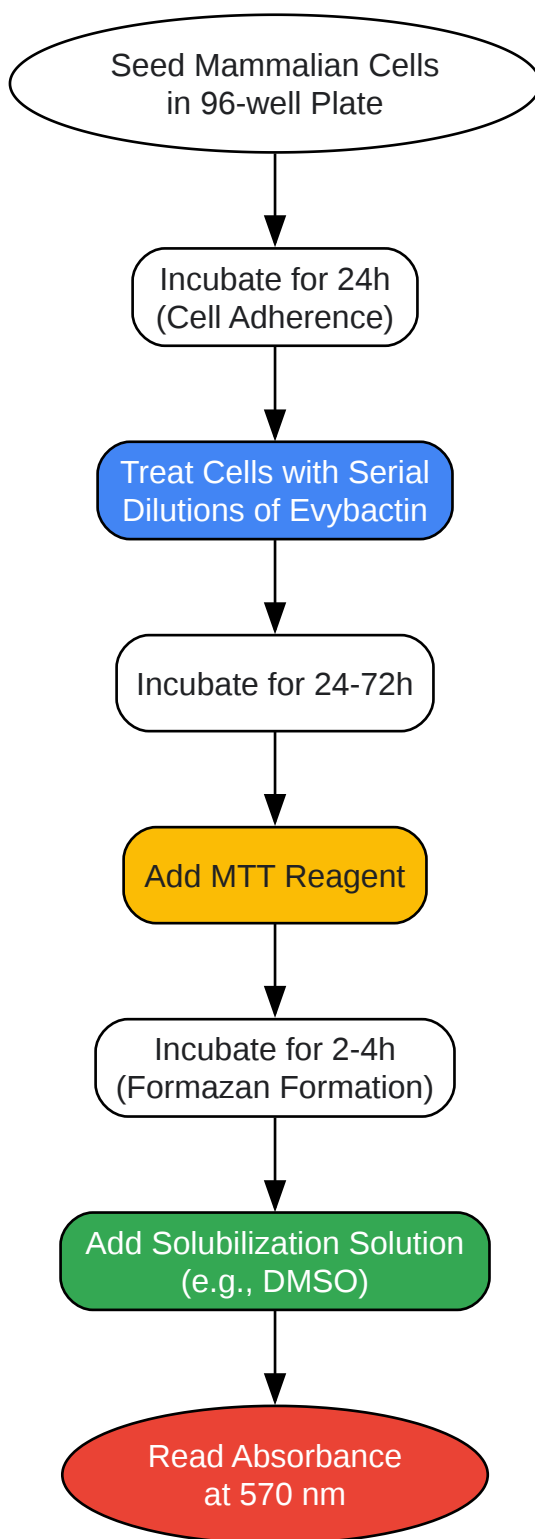 Seed Mammalian Cells
in 96-well Plate
Incubate for 24h
(Cell Adherence)
Treat Cells with Serial
Dilutions of Evybactin
Incubate for 24-72h
Add MTT Reagent
Incubate for 2-4h
(Formazan Formation)
Add Solubilization Solution
(e.g., DMSO)
Read Absorbance
at 570 nm